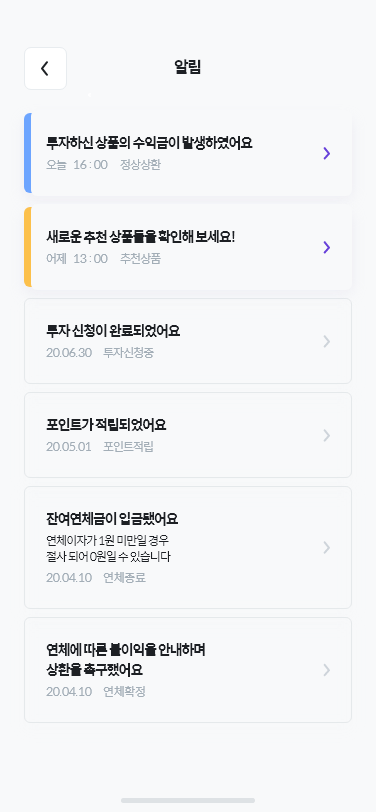 알림
투자하신 상품의 수익금이 발생하였어요
오늘 16:00 정상상환
새로운 추천 상품들을 확인해 보세요!
어제 13:00 추천상품
투자 신청이 완료되었어요
20.06.30 투자신청중
포인트가 적립되었어요
20.05.01 포인트적립
잔여연체금이 입금됐어요
연체이자가 1원 미만일 경우
절사 되어 0원일 수 있습니다
20.04.10 연체종료
연체에 따른 불이익을 안내하며
상환을 촉구했어요
20.04.10 연체확정